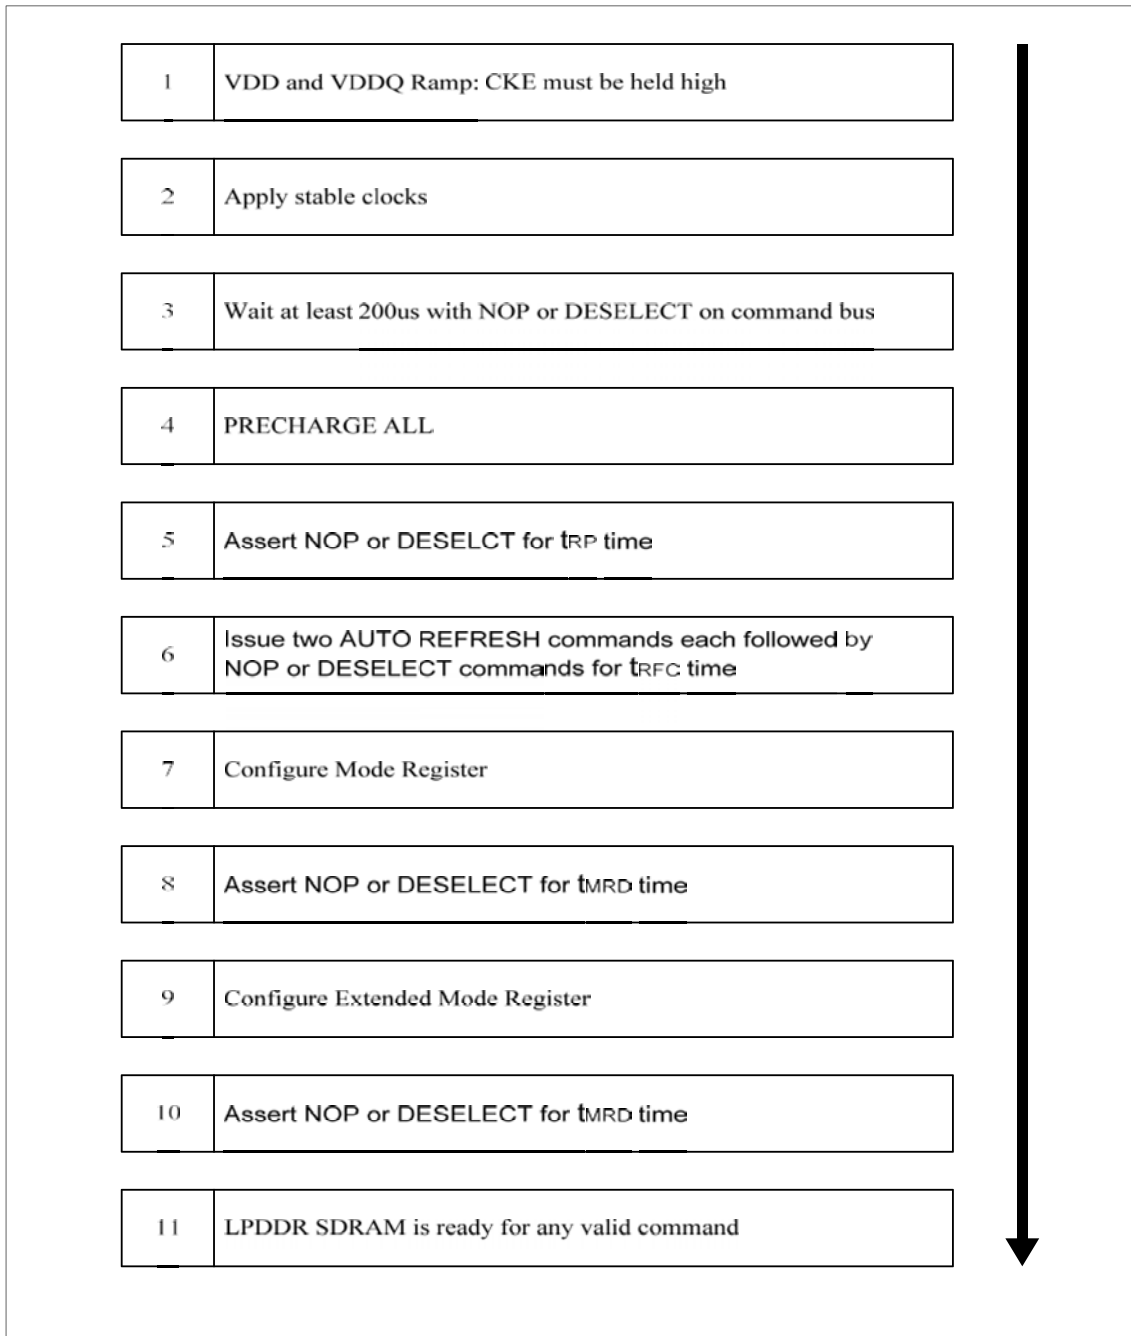 1 VDD and VDDQ Ramp: CKE must be held high
2 Apply stable clocks
3 Wait at least 200us with NOP or DESELECT on command bus
4 PRECHARGE ALL
5 Assert NOP or DESELCT for tRP time
6 Issue two AUTO REFRESH commands each followed by
NOP or DESELECT commands for tRFC time
7 Configure Mode Register
8 Assert NOP or DESELECT for tMRD time
9 Configure Extended Mode Register
10 Assert NOP or DESELECT for tMRD time
11 LPDDR SDRAM is ready for any valid command